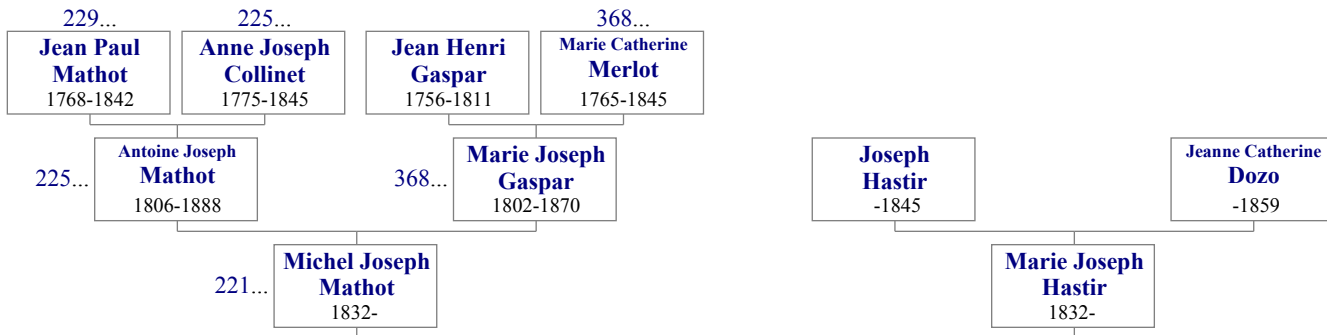 229...
225...
368...
Jean Paul
Mathot
1768-1842
Anne Joseph
Collinet
1775-1845
Jean Henri
Gaspar
1756-1811
Marie Catherine
Merlot
1765-1845
225...
Antoine Joseph
Mathot
1806-1888
368...
Marie Joseph
Gaspar
1802-1870
Joseph
Hastir
-1845
Jeanne Catherine
Dozo
-1859
221...
Michel Joseph
Mathot
1832-
Marie Joseph
Hastir
1832-